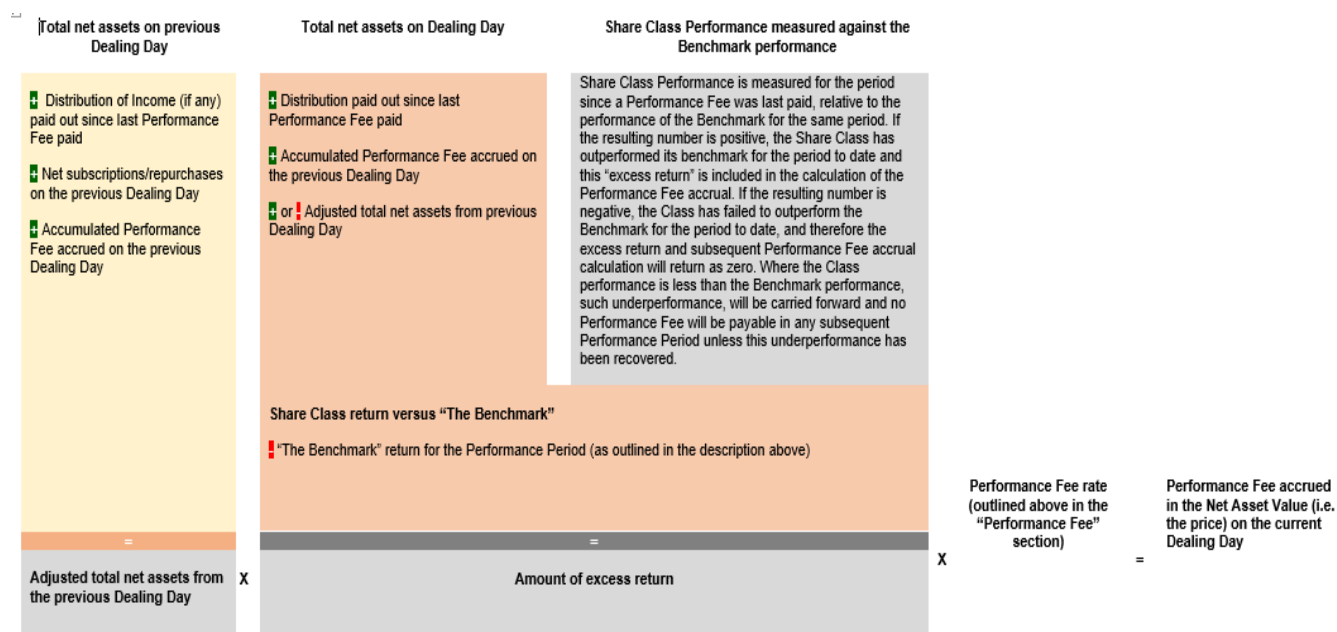 Total net assets on previous
Dealing Day
Total net assets on Dealing Day
Share Class Performance measured against the
Benchmark performance
+ Distribution of Income (if any)
paid out since last Performance
Fee paid
+ Net subscriptions/repurchases
on the previous Dealing Day
+ Accumulated Performance
Fee accrued on the previous
Dealing Day
+ Distribution paid out since last
Performance Fee paid
+ Accumulated Performance Fee accrued on
the previous Dealing Day
+ or ! Adjusted total net assets from previous
Dealing Day
Share Class Performance is measured for the period
since a Performance Fee was last paid, relative to the
performance of the Benchmark for the same period. If
the resulting number is positive, the Share Class has
outperformed its benchmark for the period to date and
this “excess return” is included in the calculation of the
Performance Fee accrual. If the resulting number is
negative, the Class has failed to outperform the
Benchmark for the period to date, and therefore the
excess return and subsequent Performance Fee accrual
calculation will return as zero. Where the Class
performance is less than the Benchmark performance,
such underperformance, will be carried forward and no
Performance Fee will be payable in any subsequent
Performance Period unless this underperformance has
been recovered.
Share Class return versus “The Benchmark”
! “The Benchmark” return for the Performance Period (as outlined in the description above)
=
=
Adjusted total net assets from
the previous Dealing Day
X
Amount of excess return
X
Performance Fee rate
(outlined above in the
“Performance Fee”
section)
=
Performance Fee accrued
in the Net Asset Value (i.e.
the price) on the current
Dealing Day